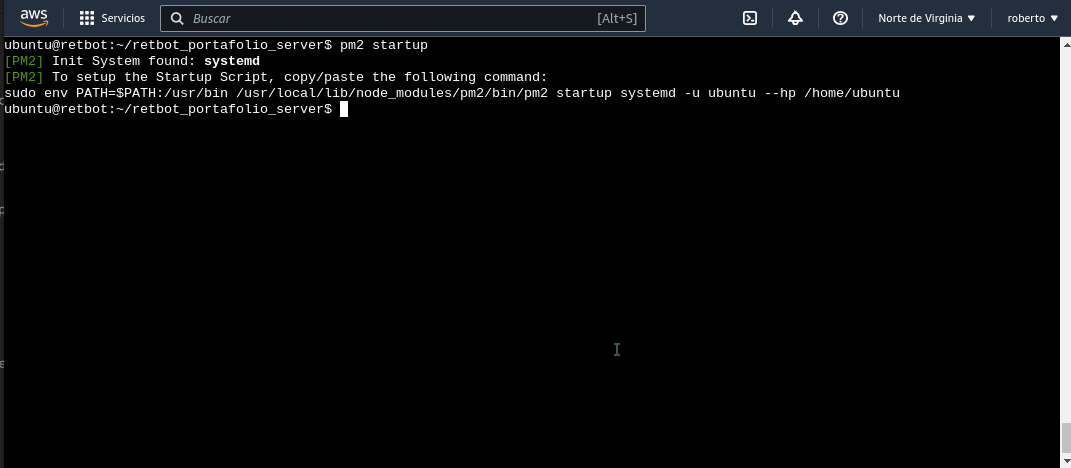 aws Servicios Buscar [Alt+S] Norte de Virginia roberto
ubuntu@retbot:~/retbot_portafolio_server$ pm2 startup
[PM2] Init System found: systemd
[PM2] To setup the Startup Script, copy/paste the following command:
sudo env PATH=$PATH:/usr/bin /usr/local/lib/node_modules/pm2/bin/pm2 startup systemd -u ubuntu --hp /home/ubuntu
ubuntu@retbot:~/retbot_portafolio_server$